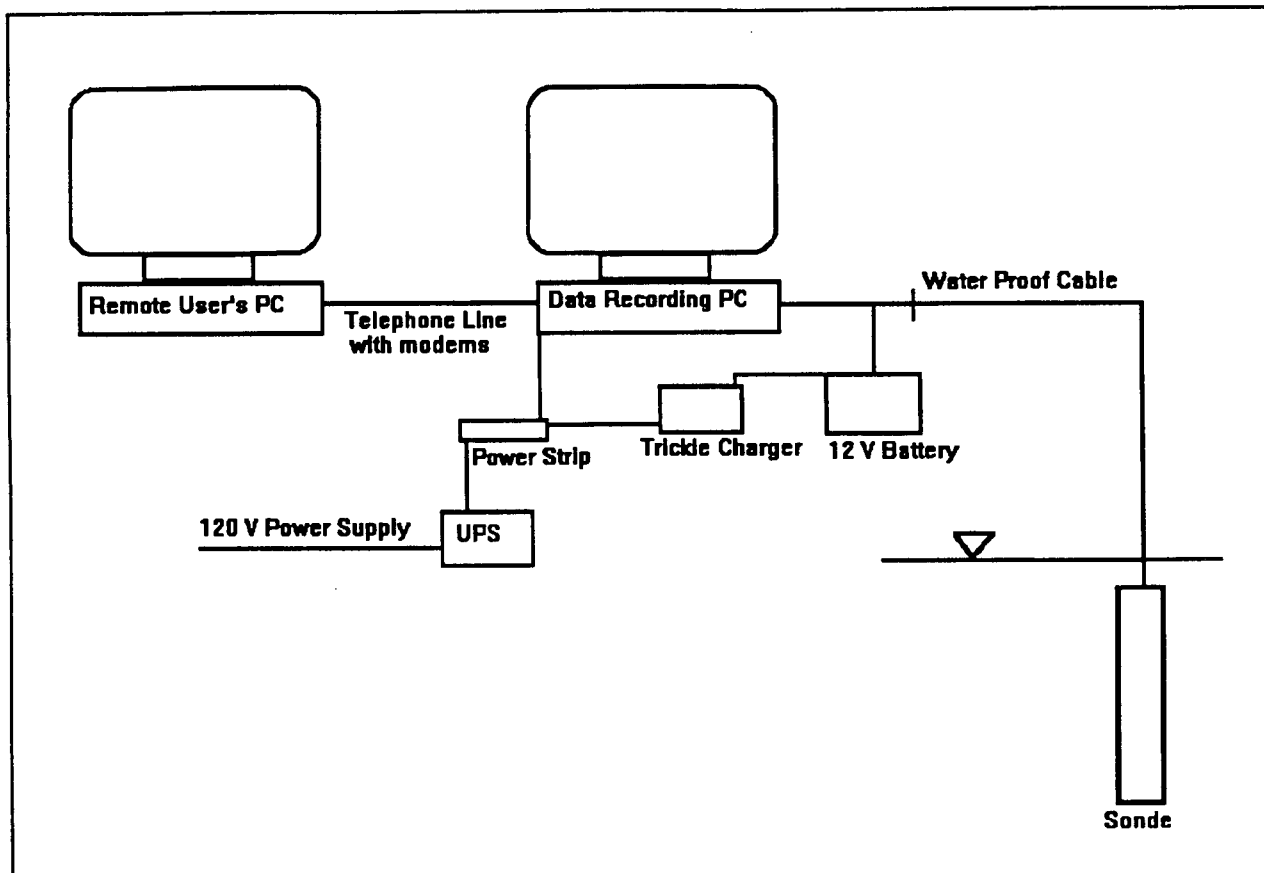 Water Proof Cable
Remote User's PC
Data Recording PC
Telephone Line
with modems
Power Strip
Trickle Charger
12 V Battery
120 V Power Supply
UPS
Sonde